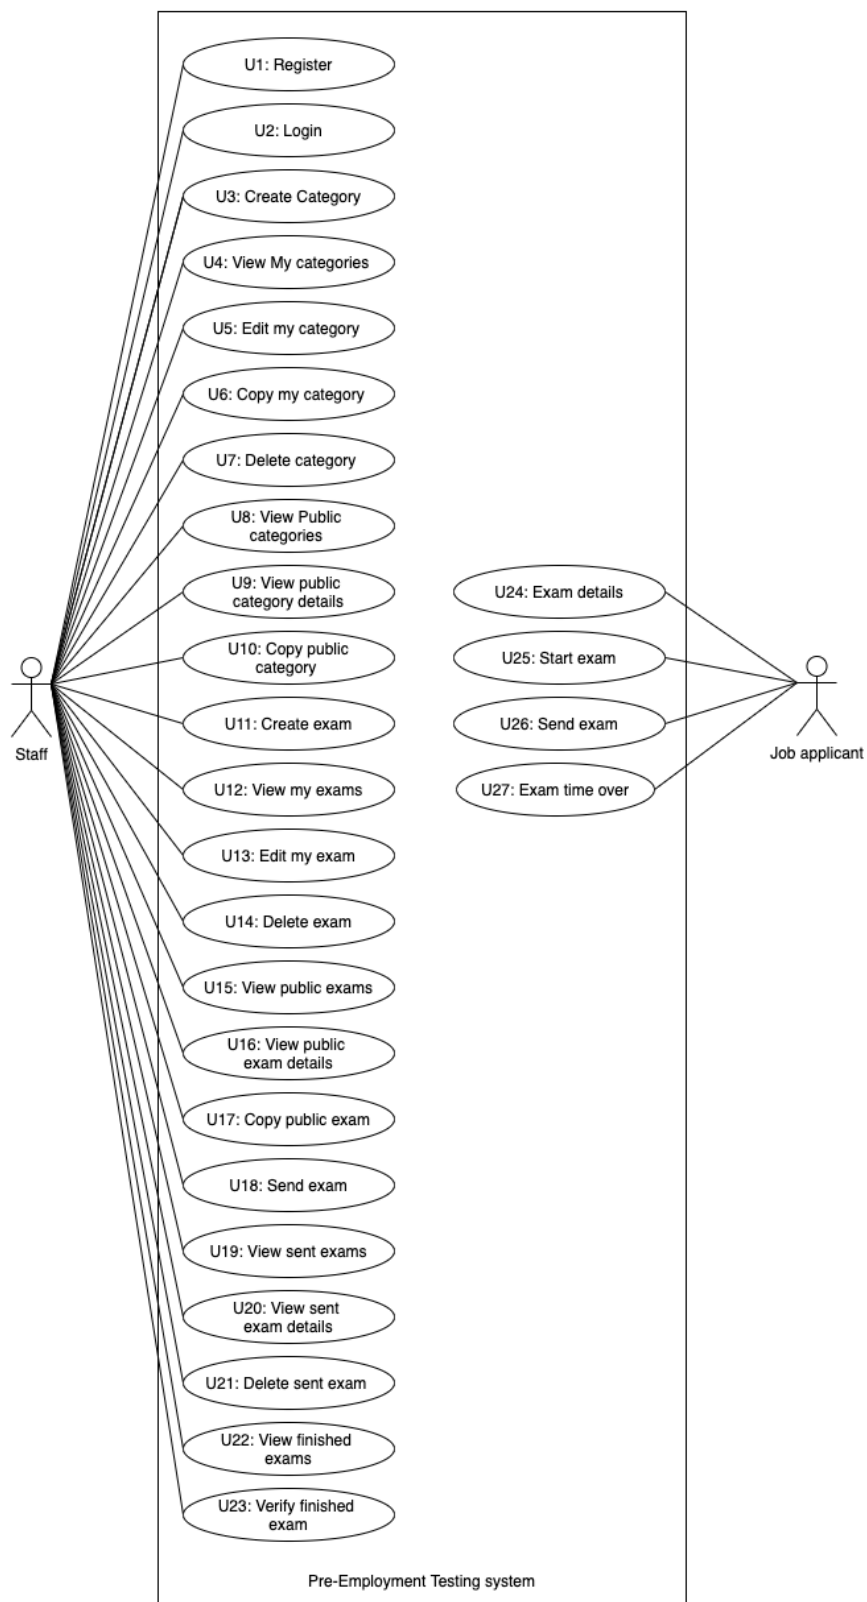 U1: Register
U2: Login
U3: Create Category
U4: View My categories
U5: Edit my category
U6: Copy my category
U7: Delete category
U8: View Public
categories
U9: View public
category details
U10: Copy public
category
U11: Create exam
U12: View my exams
U13: Edit my exam
U14: Delete exam
U15: View public exams
U16: View public
exam details
U17: Copy public exam
U18: Send exam
U19: View sent exams
U20: View sent
exam details
U21: Delete sent exam
U22: View finished
exams
U23: Verify finished
exam
U24: Exam details
U25: Start exam
U26: Send exam
U27: Exam time over
Staff
Job applicant
Pre-Employment Testing system